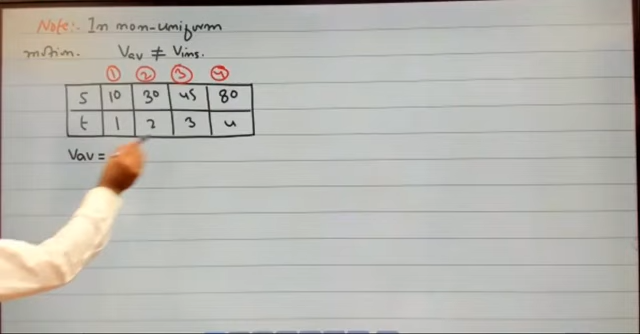 Note:- In non-uniform
motion. Vav ≠ Vins.
1 2 3 4
S 10 30 45 80
t 1 2 3 4
Vav =